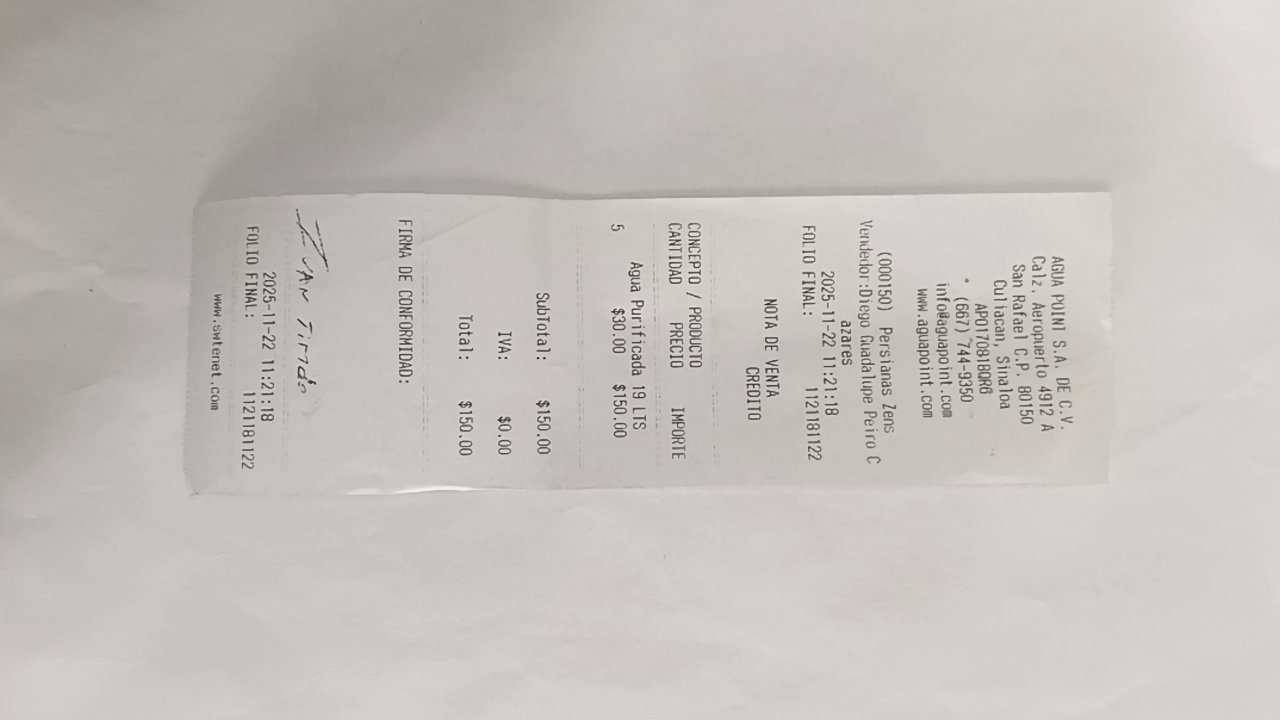 AGUA POINT S.A. DE C.V.
Calz. Aeropuerto 4912 A
San Rafael C.P. 80150
Culiacan, Sinaloa
APO170818QR6
(667) 744-9350
info@aguapoint.com
www.aguapoint.com
(000150) Persianas Zens
Vendedor:Diego Guadalupe Peiro C
azares
2025-11-22 11:21:18
FOLIO FINAL: 1121181122
NOTA DE VENTA
CREDITO
CONCEPTO / PRODUCTO
CANTIDAD PRECIO IMPORTE
Agua Purificada 19 LTS
5 $30.00 $150.00
SubTotal: $150.00
IVA: $0.00
Total: $150.00
FIRMA DE CONFORMIDAD:
IVAN Tirado
2025-11-22 11:21:18
FOLIO FINAL: 1121181122
www.swtenet.com